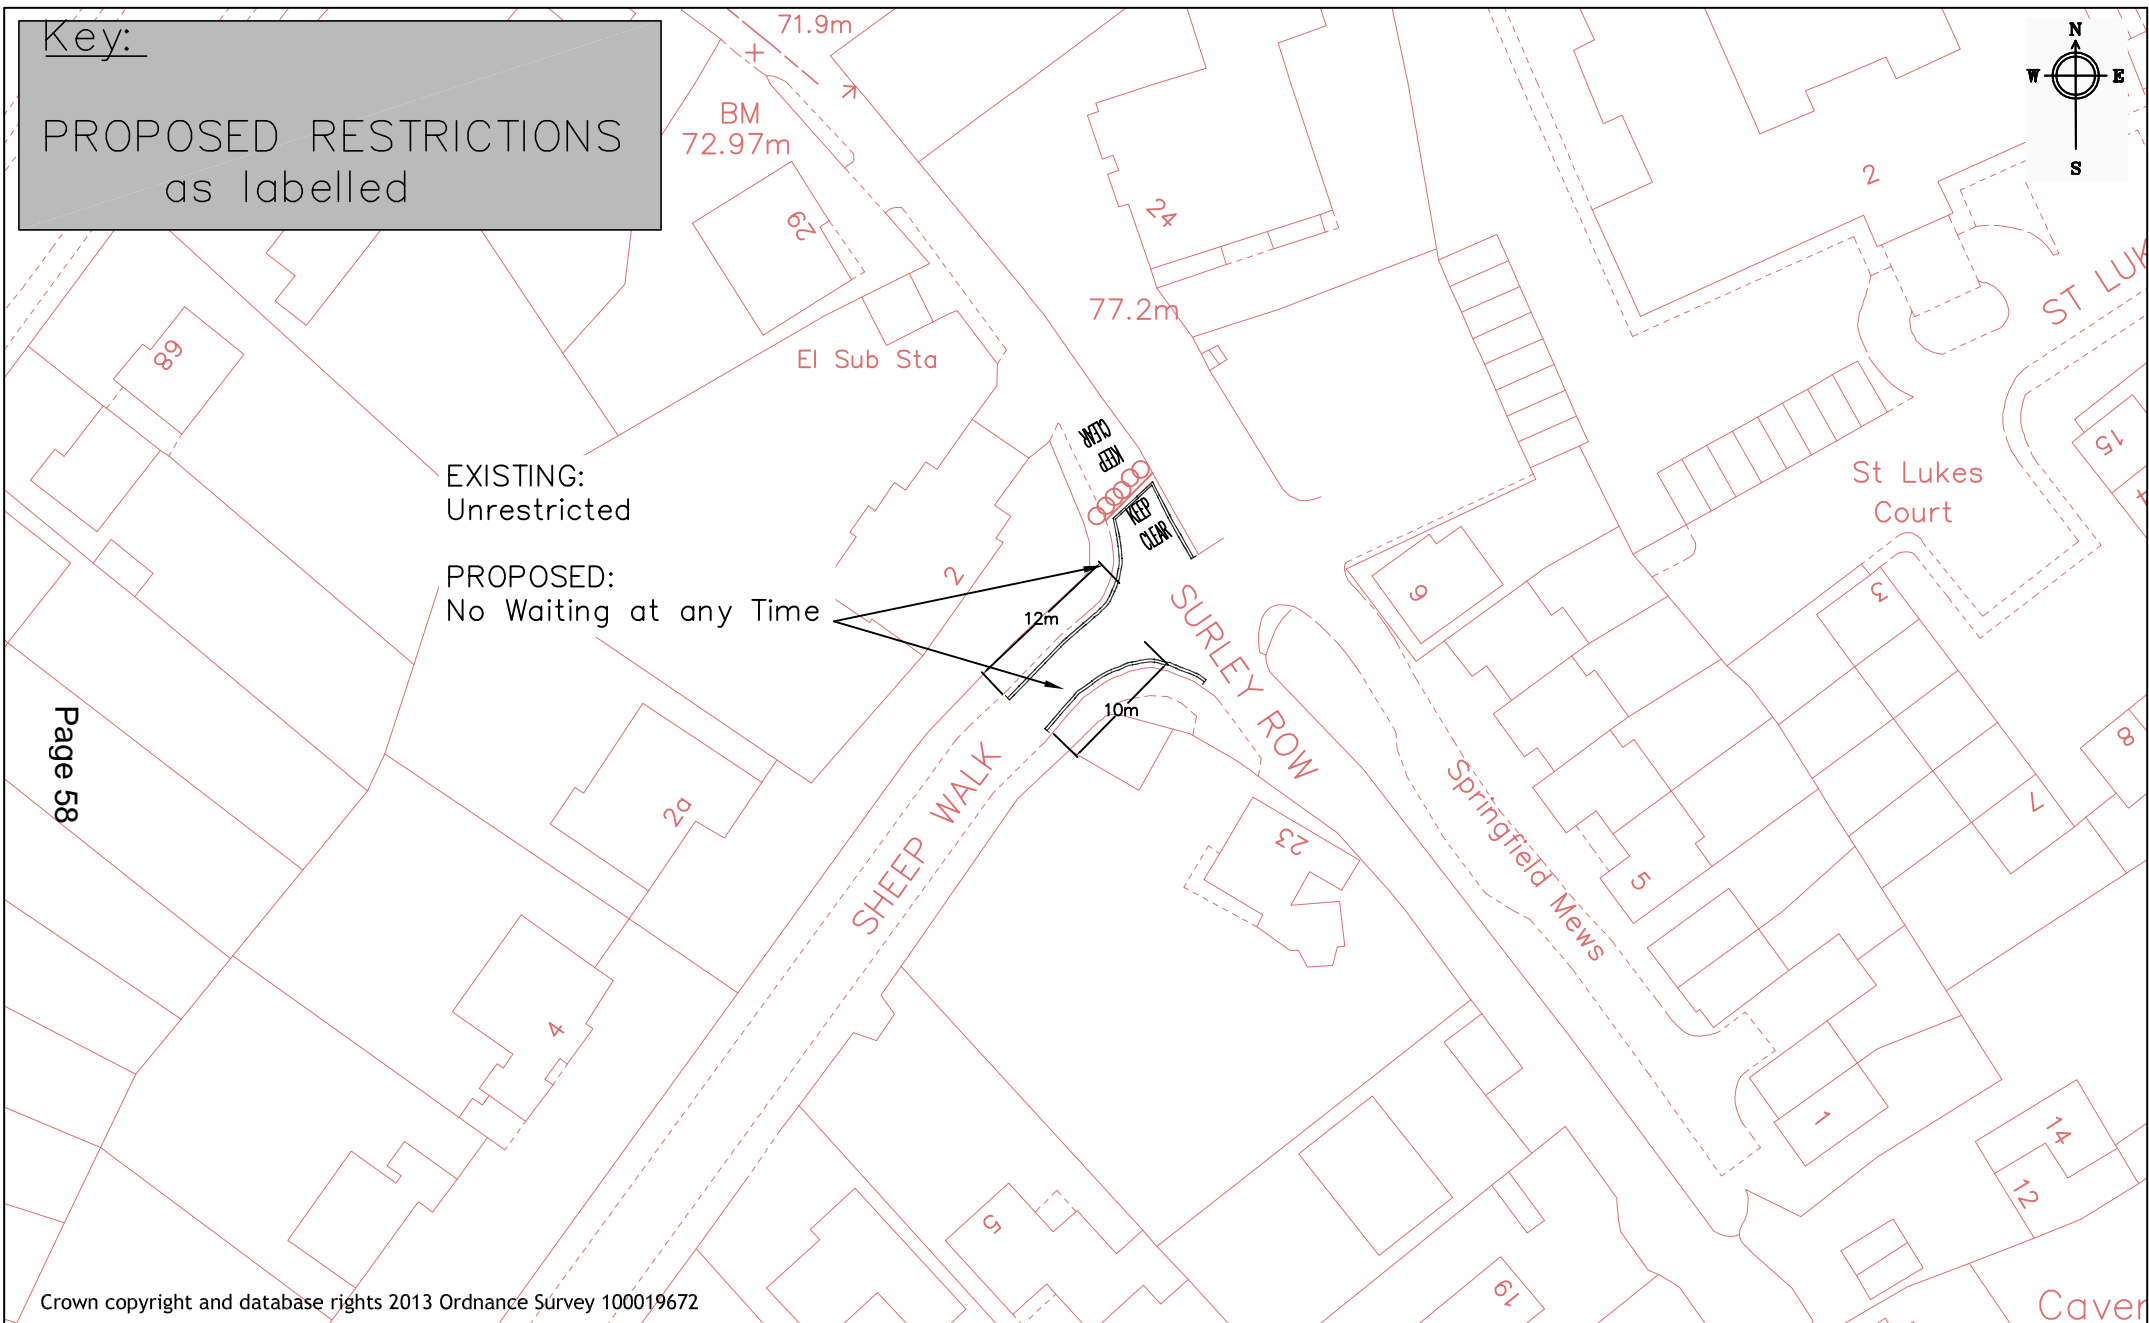 Key:
PROPOSED RESTRICTIONS
as labelled
71.9m
BM
72.97m
29
24
77.2m
El Sub Sta
2
N
W E
S
ST LUK
89
EXISTING:
Unrestricted
PROPOSED:
No Waiting at any Time
KEEP
CLEAR
KEEP
CLEAR
2
12m
10m
SURLEY ROW
SHEEP WALK
Springfield Mews
St Lukes
Court
15
9
3
8
7
5
2a
23
4
1
14
12
5
19
Caver
Page 58
Crown copyright and database rights 2013 Ordnance Survey 100019672